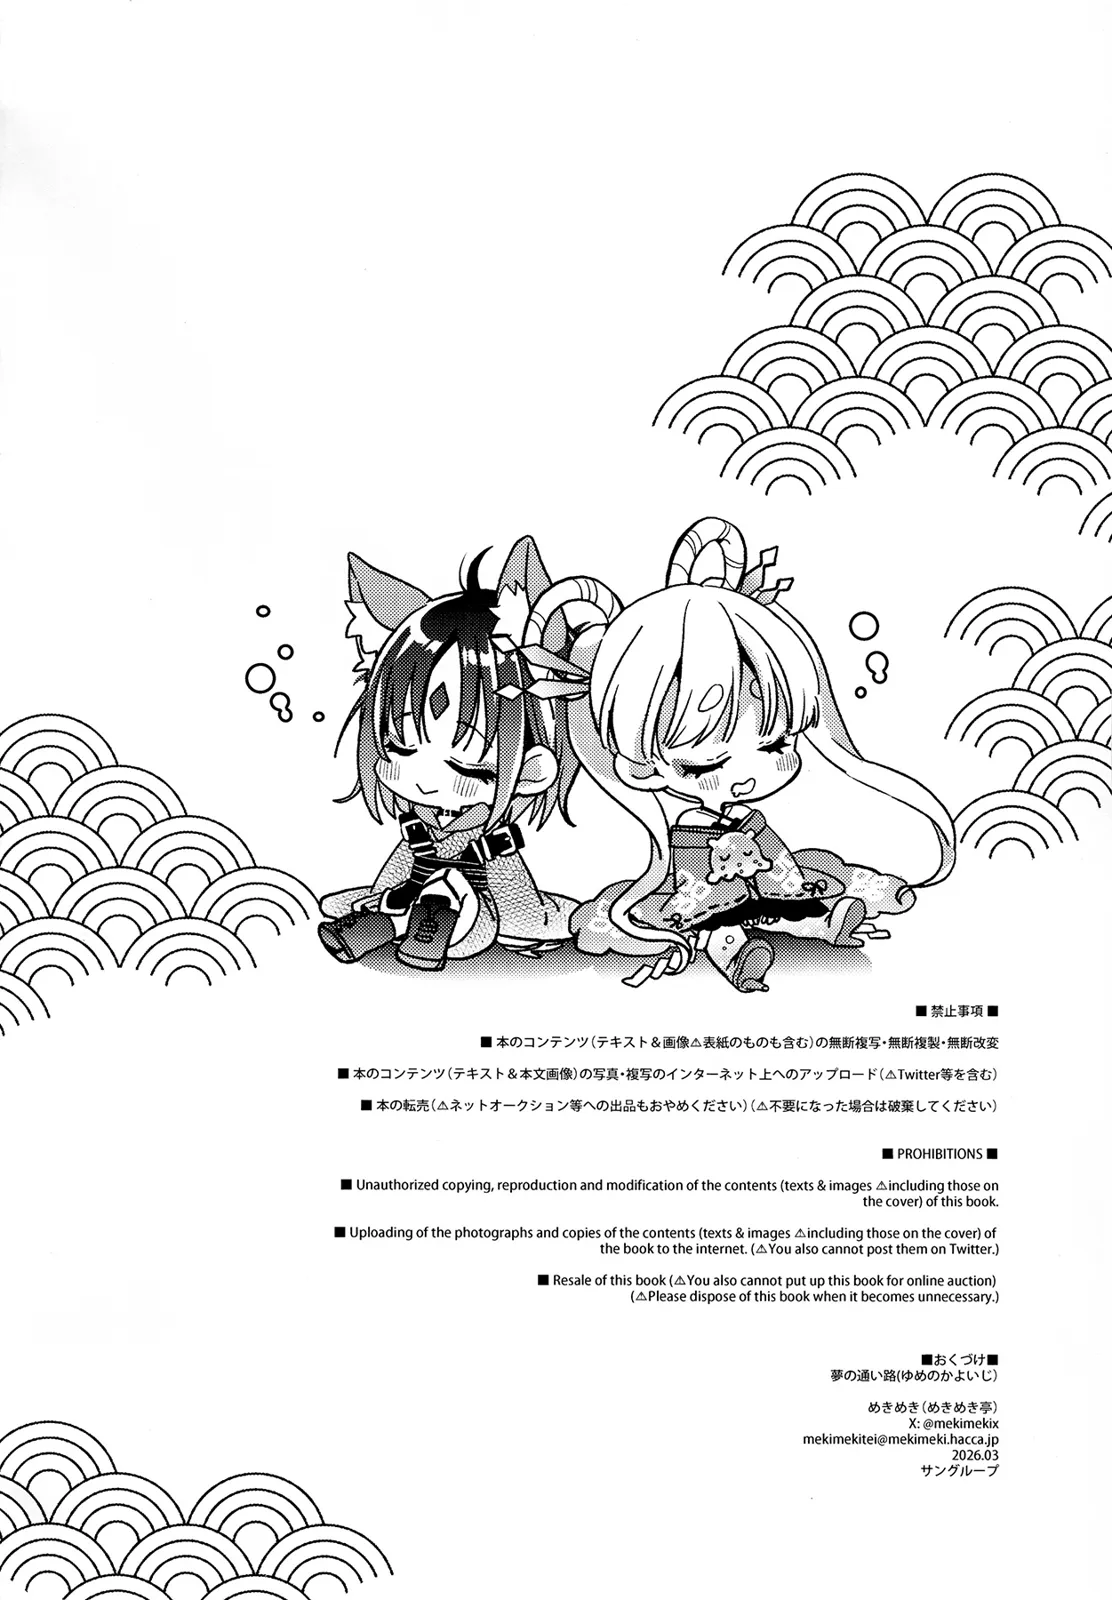 ■ 禁止事項 ■
■ 本のコンテンツ（テキスト＆画像⚠表紙のものも含む）の無断複写・無断複製・無断改変
■ 本のコンテンツ（テキスト＆本文画像）の写真・複写のインターネット上へのアップロード（⚠Twitter等を含む）
■ 本の転売（⚠ネットオークション等への出品もおやめください）（⚠不要になった場合は破棄してください）
■ PROHIBITIONS ■
■ Unauthorized copying, reproduction and modification of the contents (texts & images ⚠including those on
the cover) of this book.
■ Uploading of the photographs and copies of the contents (texts & images ⚠including those on the cover) of
the book to the internet. (⚠You also cannot post them on Twitter.)
■ Resale of this book (⚠You also cannot put up this book for online auction)
(⚠Please dispose of this book when it becomes unnecessary.)
■おくづけ■
夢の通い路(ゆめのかよいじ)
めきめき（めきめき亭）
X: @mekimekix
mekimekitei@mekimeki.hacca.jp
2026.03
サングループ